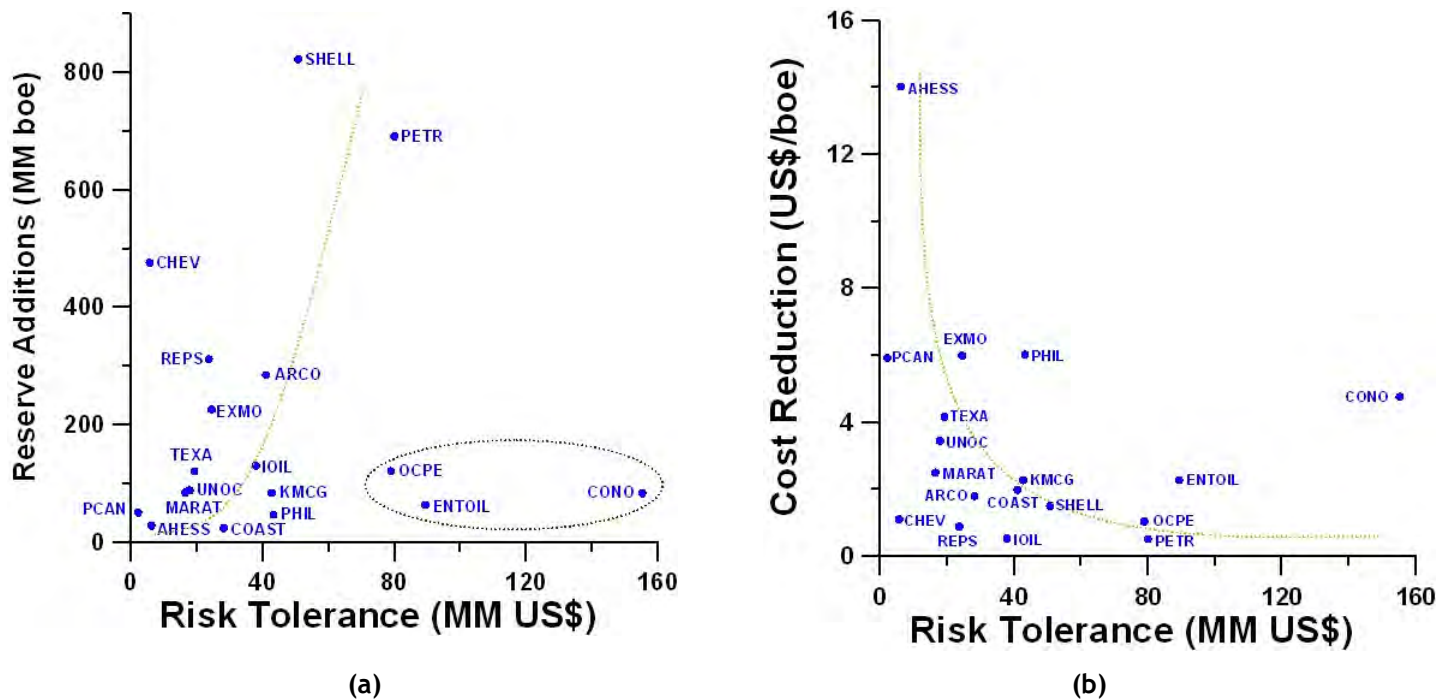 Reserve Additions (MM boe)
800
600
400
200
0
SHELL
PETR
CHEV
REPS
ARCO
EXMO
TEXA
IOIL
OCPE
UNOC
KMCG
CONO
MARAT
ENTOIL
PCAN
PHIL
AHESS
COAST
0
40
80
120
160
Risk Tolerance (MM US$)
(a)
Cost Reduction (US$/boe)
16
12
8
4
0
AHESS
EXMO
PCAN
PHIL
CONO
TEXA
UNOC
MARAT
KMCG
ENTOIL
ARCO
COAST
SHELL
CHEV
OCPE
REPS
IOIL
PETR
0
40
80
120
160
Risk Tolerance (MM US$)
(b)